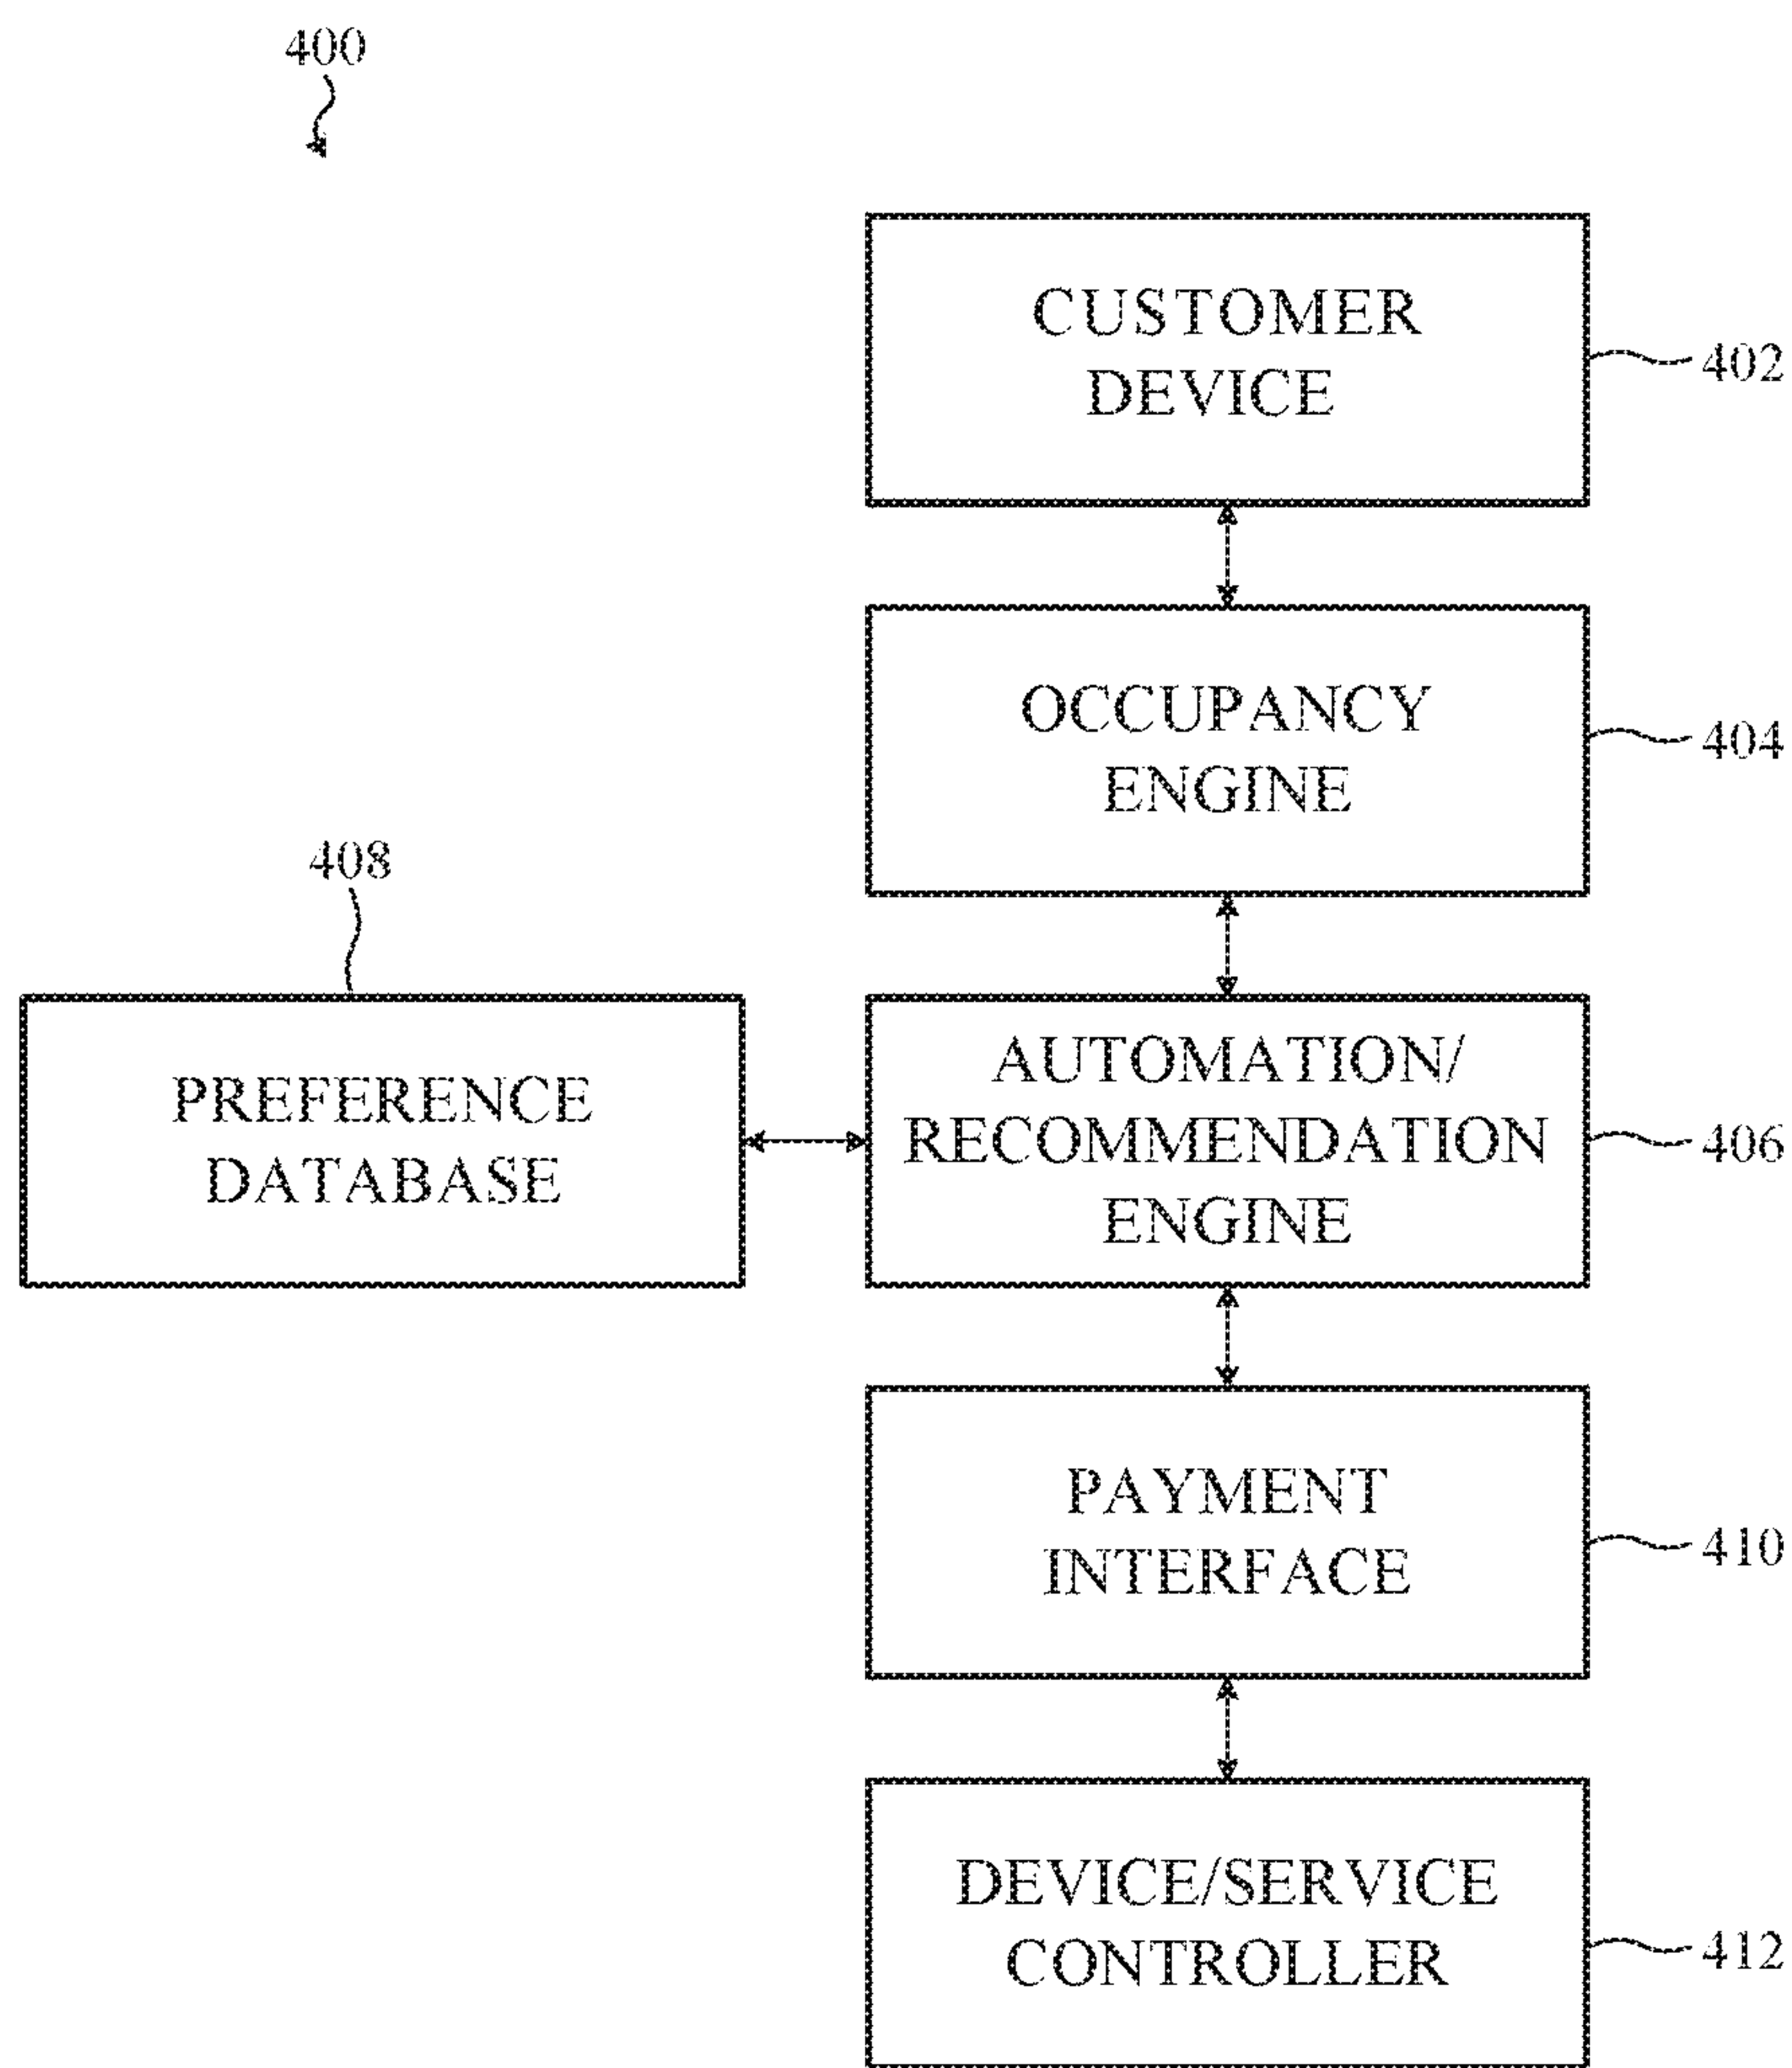 400
CUSTOMER
DEVICE
402
OCCUPANCY
ENGINE
404
408
PREFERENCE
DATABASE
AUTOMATION/
RECOMMENDATION
ENGINE
406
PAYMENT
INTERFACE
410
DEVICE/SERVICE
CONTROLLER
412